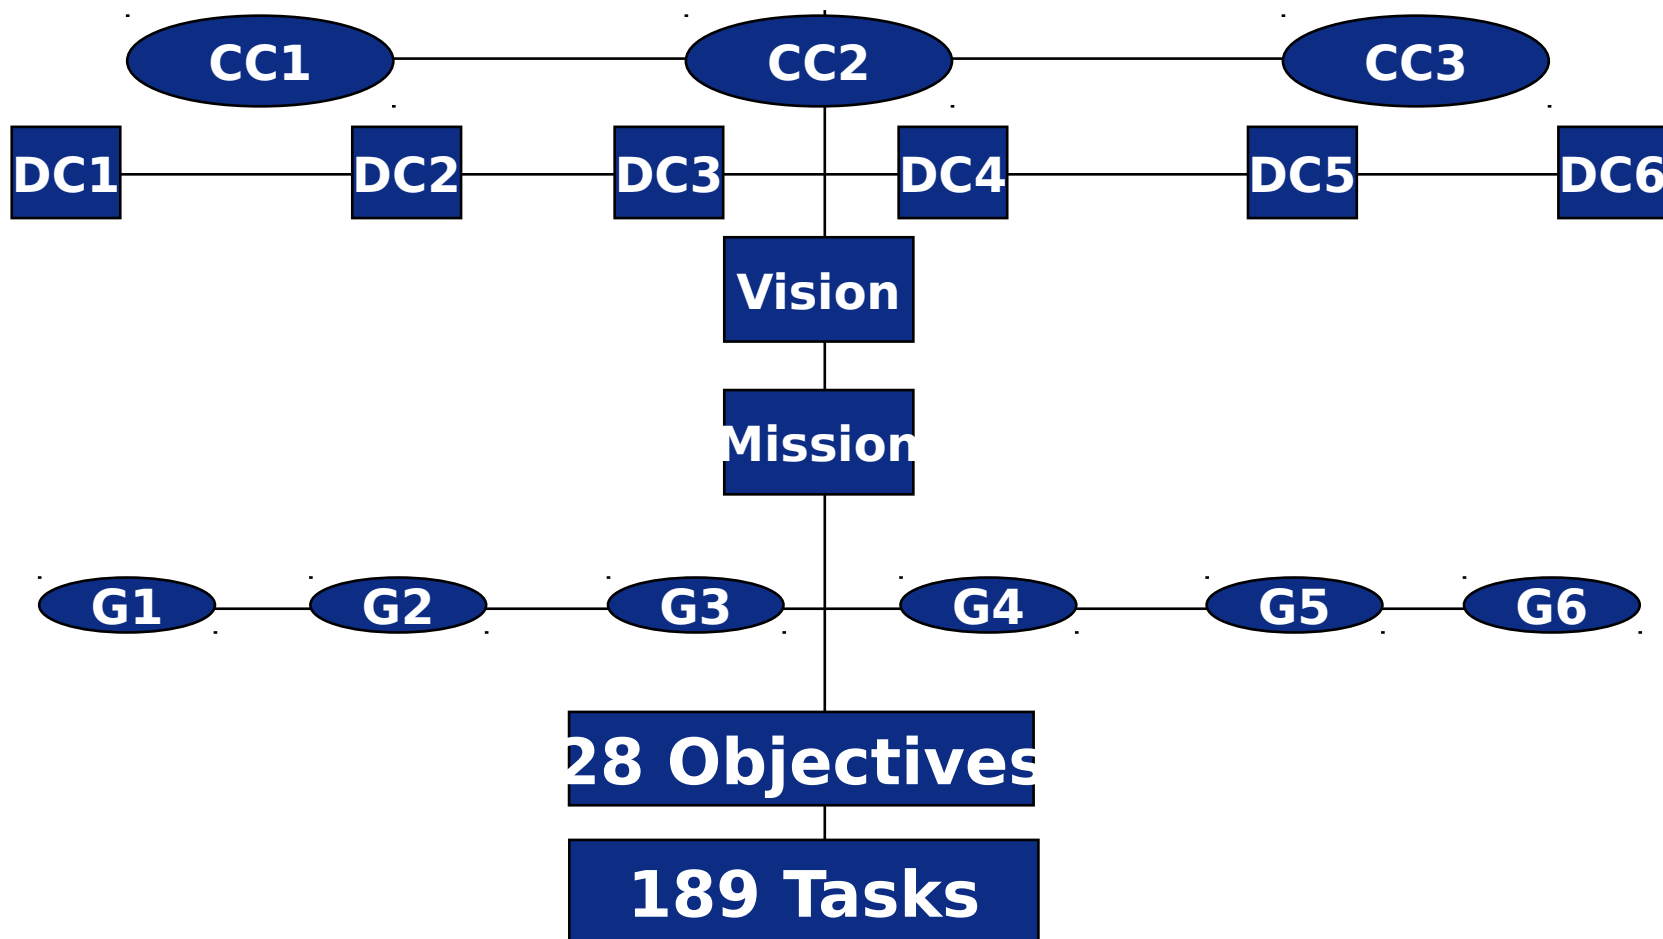 CC1 CC2 CC3
DC1 DC2 DC3 DC4 DC5 DC6
Vision
Mission
G1 G2 G3 G4 G5 G6
28 Objectives
189 Tasks